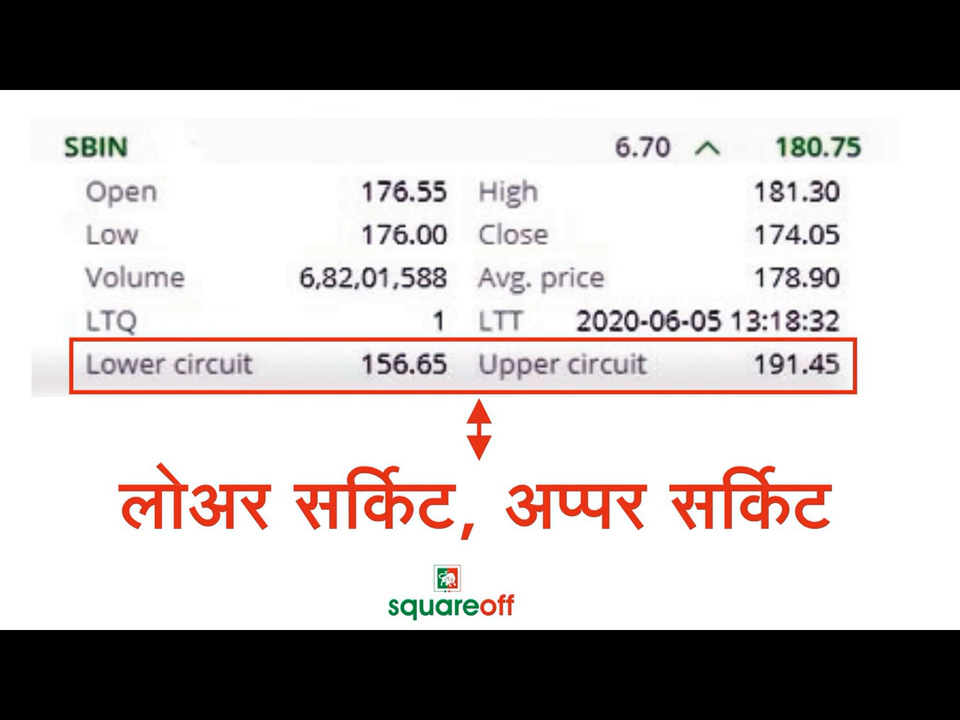 SBIN 6.70 ^ 180.75
Open 176.55 High 181.30
Low 176.00 Close 174.05
Volume 6,82,01,588 Avg. price 178.90
LTQ 1 LTT 2020-06-05 13:18:32
Lower circuit 156.65 Upper circuit 191.45
लोअर सर्किट, अप्पर सर्किट
squareoff